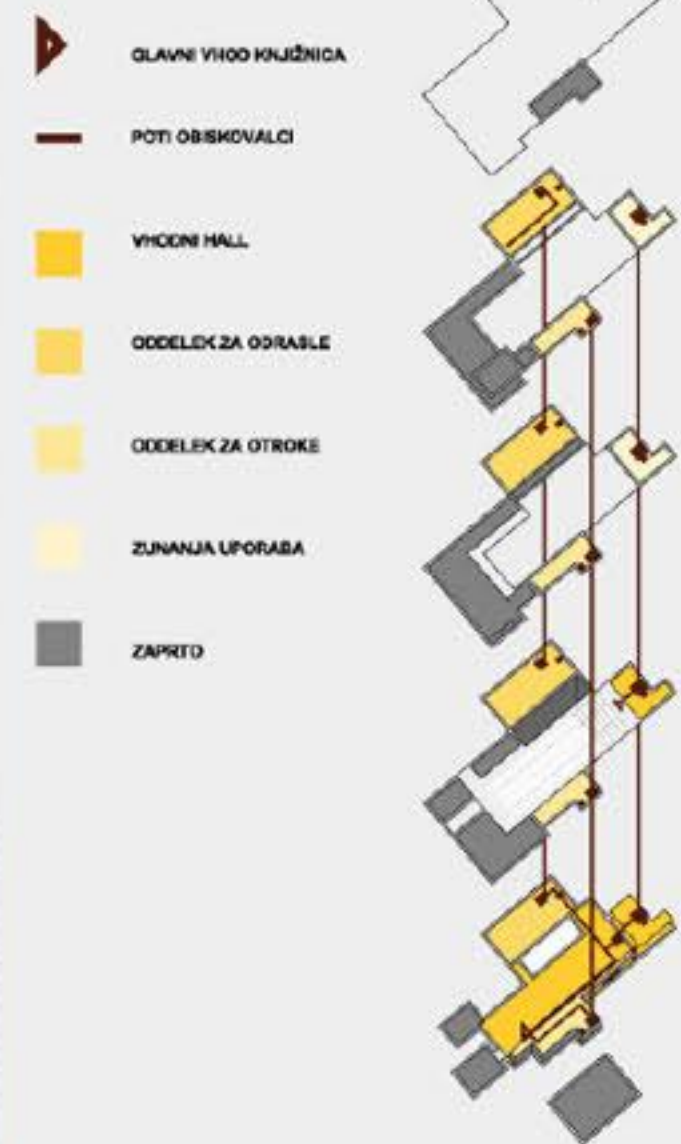 GLAVNI VHOD KNJIŽNICA
POTI OBISKOVALCI
VHODNI HALL
ODDELEK ZA ODRASLE
ODDELEK ZA OTROKE
ZUNANJA UPORABA
ZAPRTO